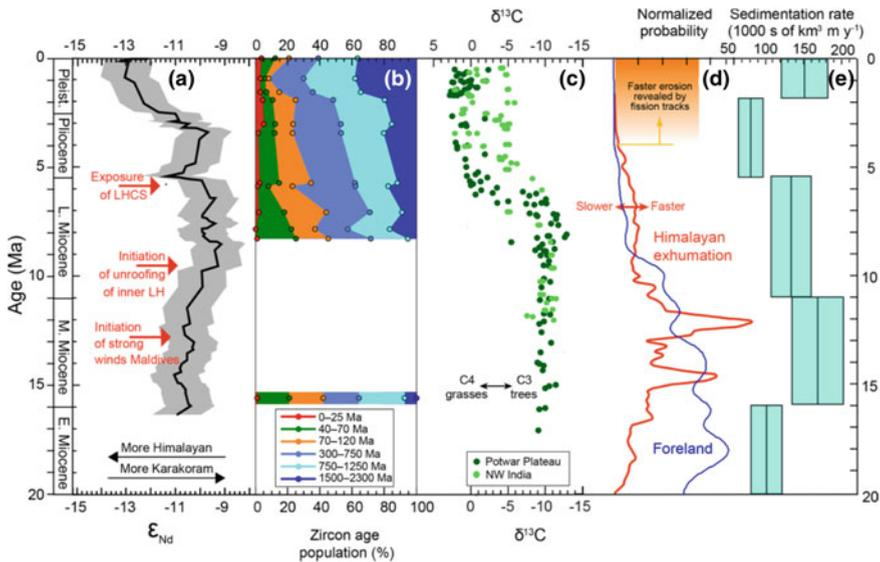 δ¹³C
Normalized
probability
Sedimentation rate
(1000 s of km³ m y⁻¹)
-15 -13 -11 -9
0 20 40 60 80
5 0 -5 -10 -15
50 100 150 200
(a)
(b)
(c)
(d)
(e)
Age (Ma)
0
5
10
15
20
Pleist.
Pliocene
L. Miocene
M. Miocene
E. Miocene
Exposure
of LHCS
Initiation
of unroofing
of inner LH
Initiation
of strong
winds Maldives
More Himalayan
More Karakoram
0–25 Ma
40–70 Ma
70–120 Ma
300–750 Ma
750–1250 Ma
1500–2300 Ma
C4
grasses
C3
trees
Potwar Plateau
NW India
Faster erosion
revealed by
fission tracks
Slower
Faster
Himalayan
exhumation
Foreland
0
5
10
15
20
-15 -13 -11 -9
0 20 40 60 80 100
0 -5 -10 -15
εNd
Zircon age
population (%)
δ¹³C